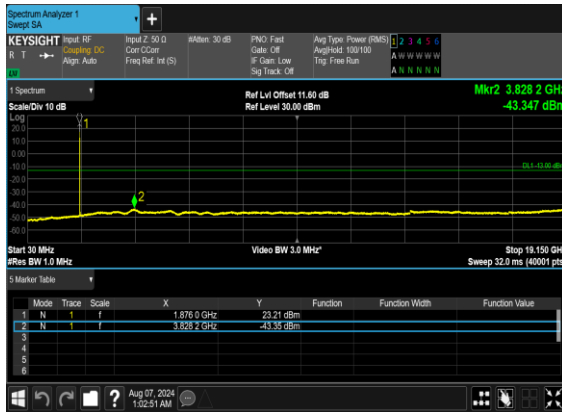 Spectrum Analyzer 1
Swept SA
KEYSIGHT Input: RF Input Z: 50 Ω #Atten: 30 dB PNO: Fast Avg Type: Power (RMS) 1 2 3 4 5 6
R T Coupling: DC Corr CCorr Gate: Off Avg|Hold: 100/100 A W W W W W
Align: Auto Freq Ref: Int (S) IF Gain: Low Trig: Free Run
Sig Track: Off A N N N N N
1 Spectrum Ref Lvl Offset 11.60 dB Mkr2 3.828 2 GHz
Scale/Div 10 dB Ref Level 30.00 dBm -43.347 dBm
Log
1
20.0
10.0
0.00
-10.0 DL1 -13.00 dBm
-20.0
-30.0
-40.0 2
-50.0
-60.0
Start 30 MHz Video BW 3.0 MHz* Stop 19.150 GHz
#Res BW 1.0 MHz Sweep 32.0 ms (40001 pts)
5 Marker Table
Mode Trace Scale X Y Function Function Width Function Value
1 N 1 f 1.876 0 GHz 23.21 dBm
2 N 1 f 3.828 2 GHz -43.35 dBm
3
4
5
6
? Aug 07, 2024
1:02:51 AM